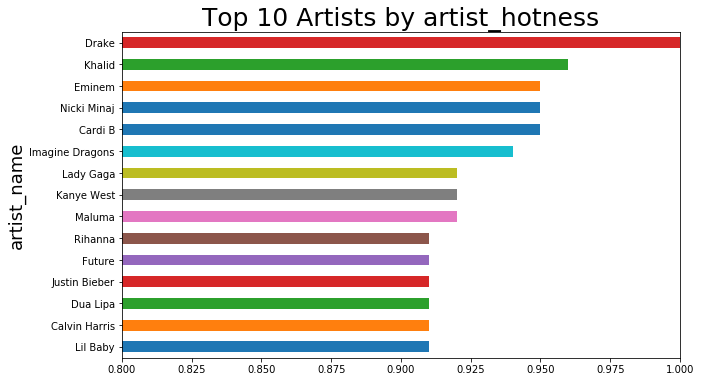 Top 10 Artists by artist_hotness
artist_name
Drake
Khalid
Eminem
Nicki Minaj
Cardi B
Imagine Dragons
Lady Gaga
Kanye West
Maluma
Rihanna
Future
Justin Bieber
Dua Lipa
Calvin Harris
Lil Baby
0.800 0.825 0.850 0.875 0.900 0.925 0.950 0.975 1.000